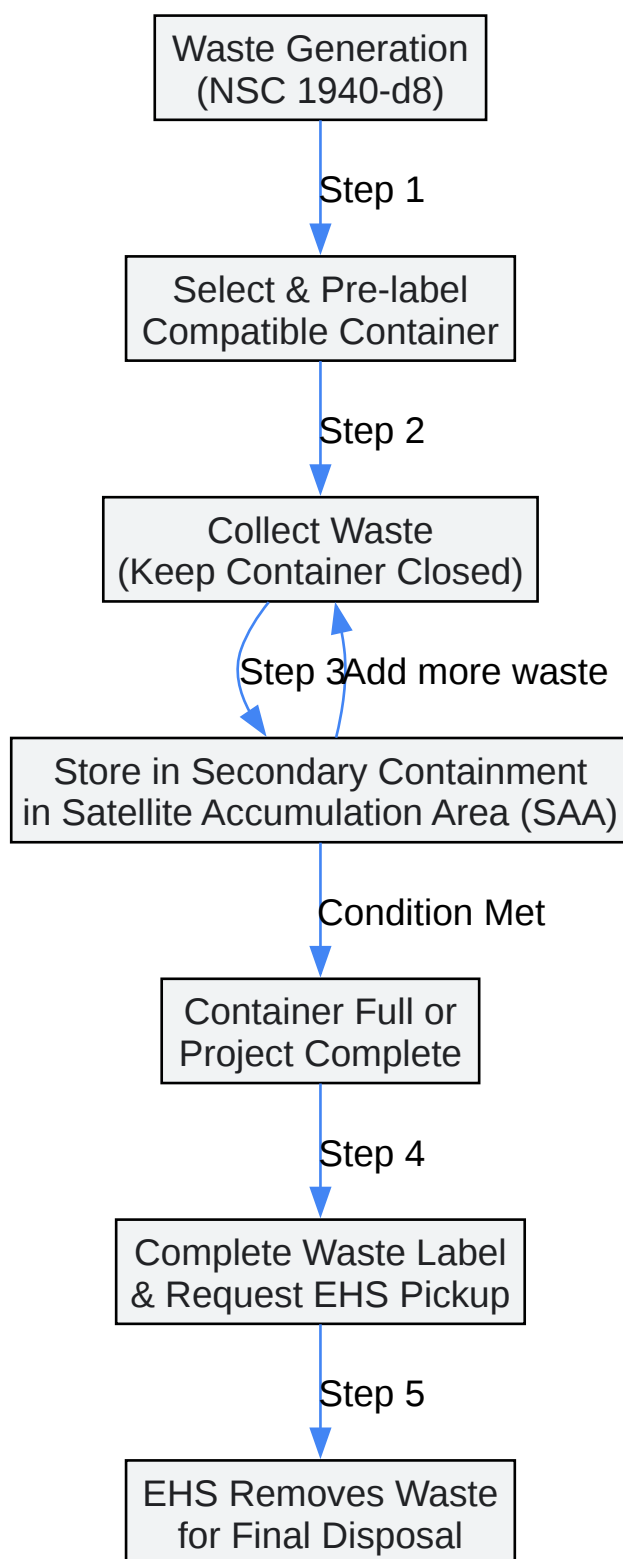 Waste Generation
(NSC 1940-d8)
Step 1
Select & Pre-label
Compatible Container
Step 2
Collect Waste
(Keep Container Closed)
Step 3
Add more waste
Store in Secondary Containment
in Satellite Accumulation Area (SAA)
Condition Met
Container Full or
Project Complete
Step 4
Complete Waste Label
& Request EHS Pickup
Step 5
EHS Removes Waste
for Final Disposal